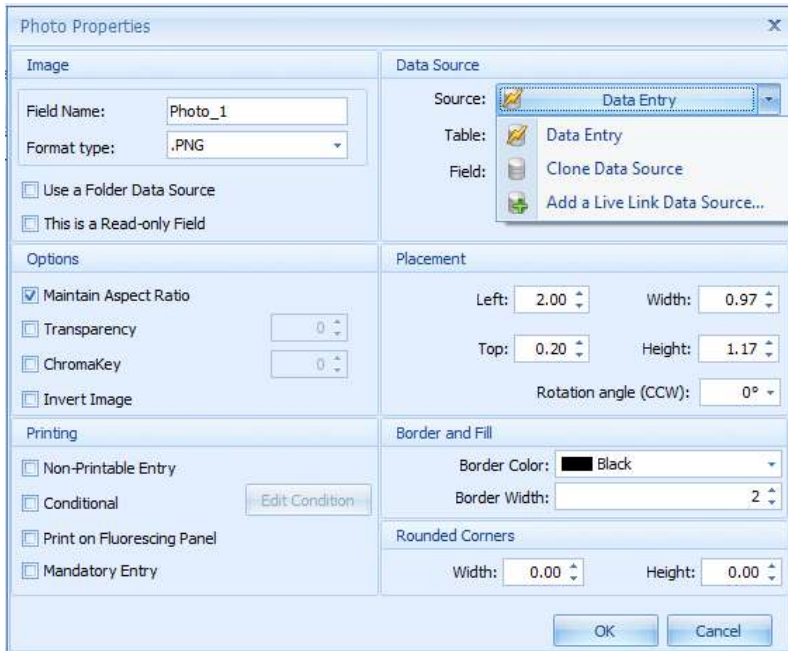 Photo Properties
Image
Field Name: Photo_1
Format type: .PNG
Use a Folder Data Source
This is a Read-only Field
Data Source
Source: Data Entry
Table:
Field:
Data Entry
Clone Data Source
Add a Live Link Data Source...
Options
Maintain Aspect Ratio
Transparency 0
ChromaKey 0
Invert Image
Placement
Left: 2.00 Width: 0.97
Top: 0.20 Height: 1.17
Rotation angle (CCW): 0°
Printing
Non-Printable Entry
Conditional Edit Condition
Print on Fluorescing Panel
Mandatory Entry
Border and Fill
Border Color: Black
Border Width: 2
Rounded Corners
Width: 0.00 Height: 0.00
OK Cancel